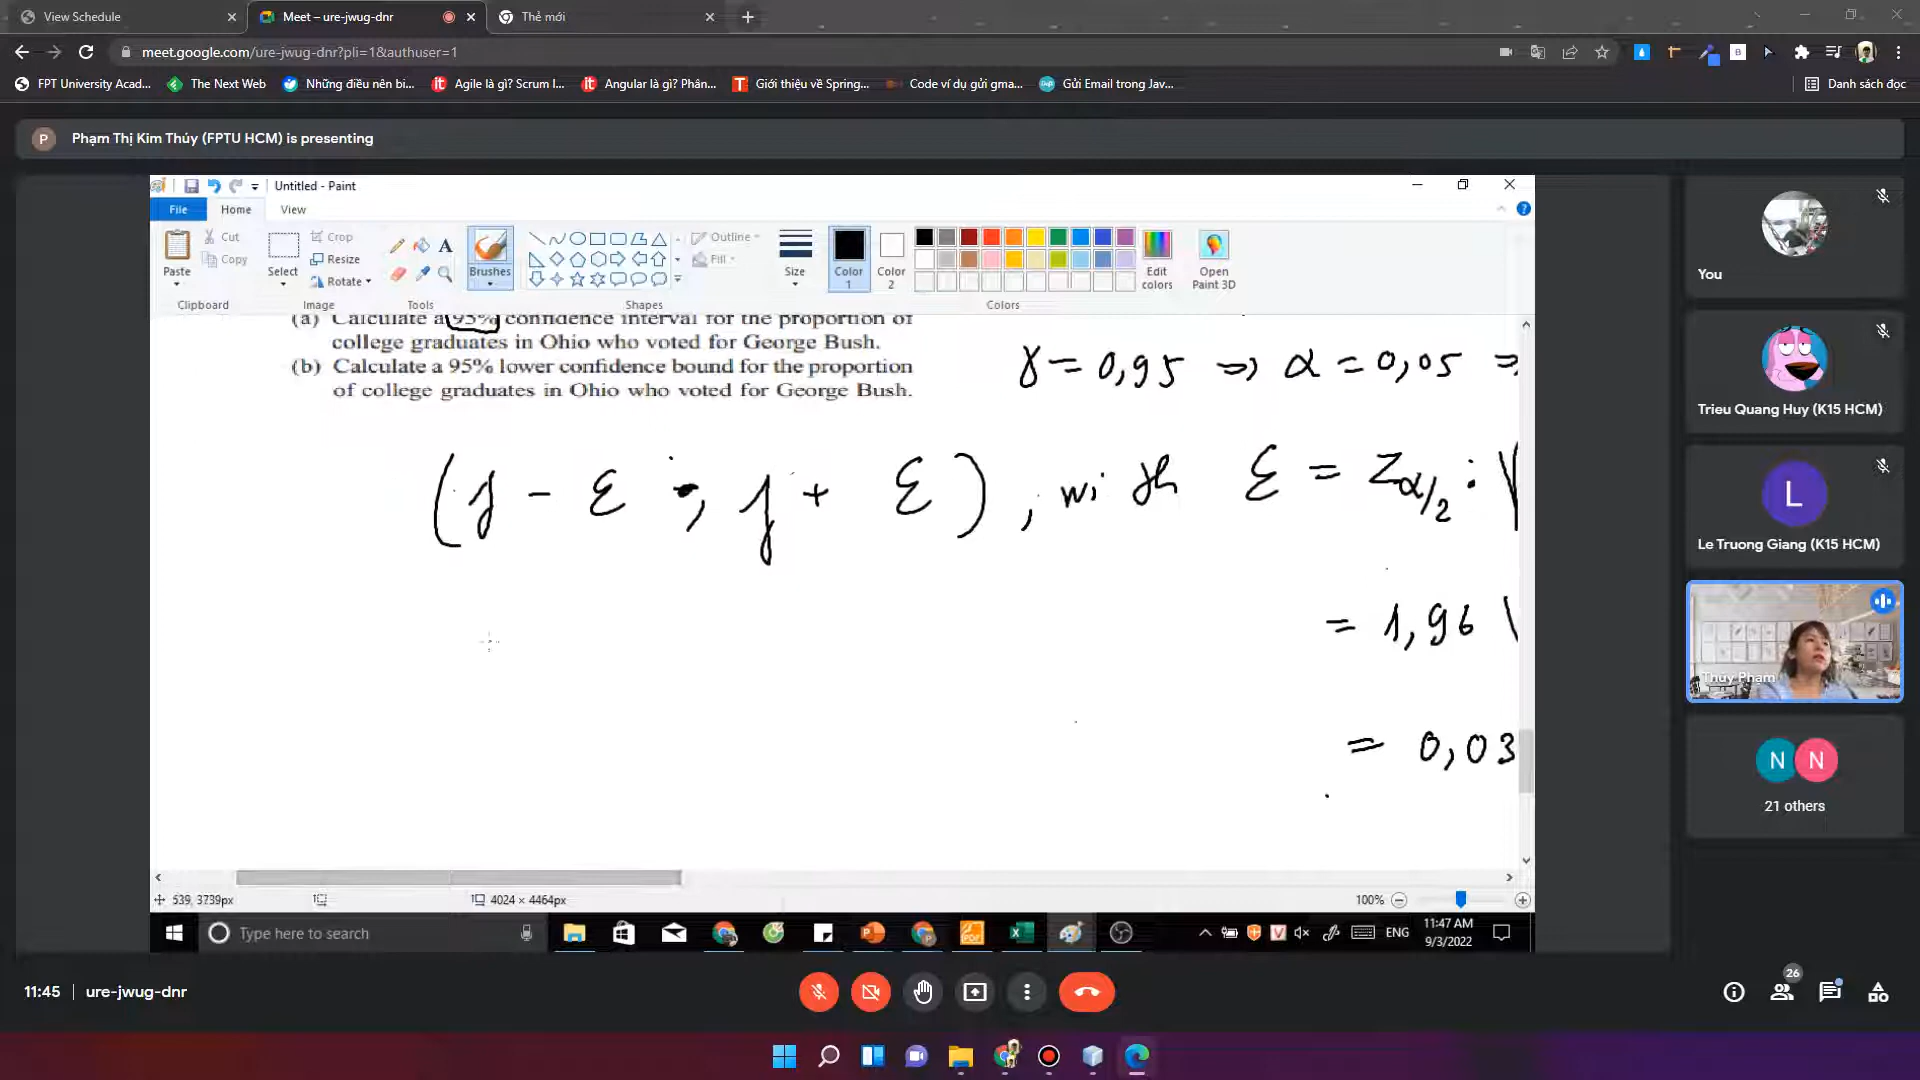 View Schedule
Meet – ure-jwug-dnr
Thẻ mới
meet.google.com/ure-jwug-dnr?pli=1&authuser=1
FPT University Acad...
The Next Web
Những điều nên bi...
Agile là gì? Scrum l...
Angular là gì? Phân...
Giới thiệu về Spring...
Code ví dụ gửi gma...
Gửi Email trong Jav...
Danh sách đọc
P
Phạm Thị Kim Thúy (FPTU HCM) is presenting
Untitled - Paint
File
Home
View
Paste
Cut
Copy
Select
Crop
Resize
Rotate
A
Brushes
Outline
Fill
Size
Color 1
Color 2
Edit colors
Open Paint 3D
Clipboard
Image
Tools
Shapes
Colors
(a) Calculate a 95% confidence interval for the proportion of
college graduates in Ohio who voted for George Bush.
(b) Calculate a 95% lower confidence bound for the proportion
of college graduates in Ohio who voted for George Bush.
γ = 0,95 ⇒ α = 0,05 ⇒
(f - ε ; f + ε), with ε = Zα/2 .
= 1,96
= 0,03
539, 3739px
4024 × 4464px
100%
Type here to search
ENG
11:47 AM
9/3/2022
You
Trieu Quang Huy (K15 HCM)
L
Le Truong Giang (K15 HCM)
Thuy Phạm
N
N
21 others
11:45 | ure-jwug-dnr
26